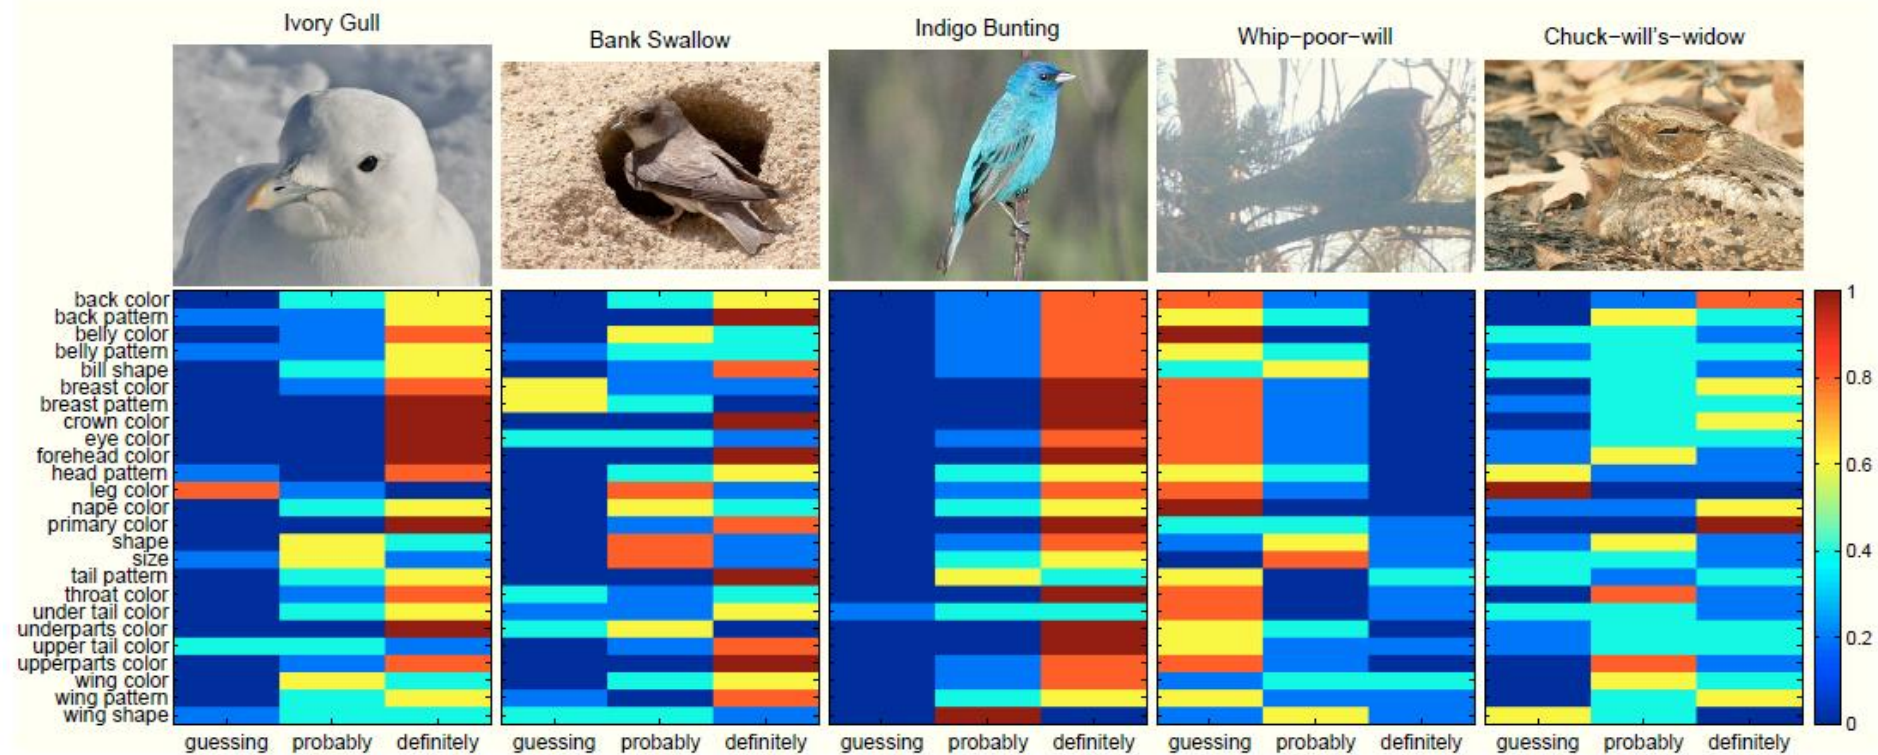 Ivory Gull
Bank Swallow
Indigo Bunting
Whip-poor-will
Chuck-will's-widow
back color
back pattern
belly color
belly pattern
bill shape
breast color
breast pattern
crown color
eye color
forehead color
head pattern
leg color
nape color
primary color
shape
size
tail pattern
throat color
under tail color
underparts color
upper tail color
upperparts color
wing color
wing pattern
wing shape
guessing probably definitely guessing probably definitely guessing probably definitely guessing probably definitely guessing probably definitely
1
0.8
0.6
0.4
0.2
0